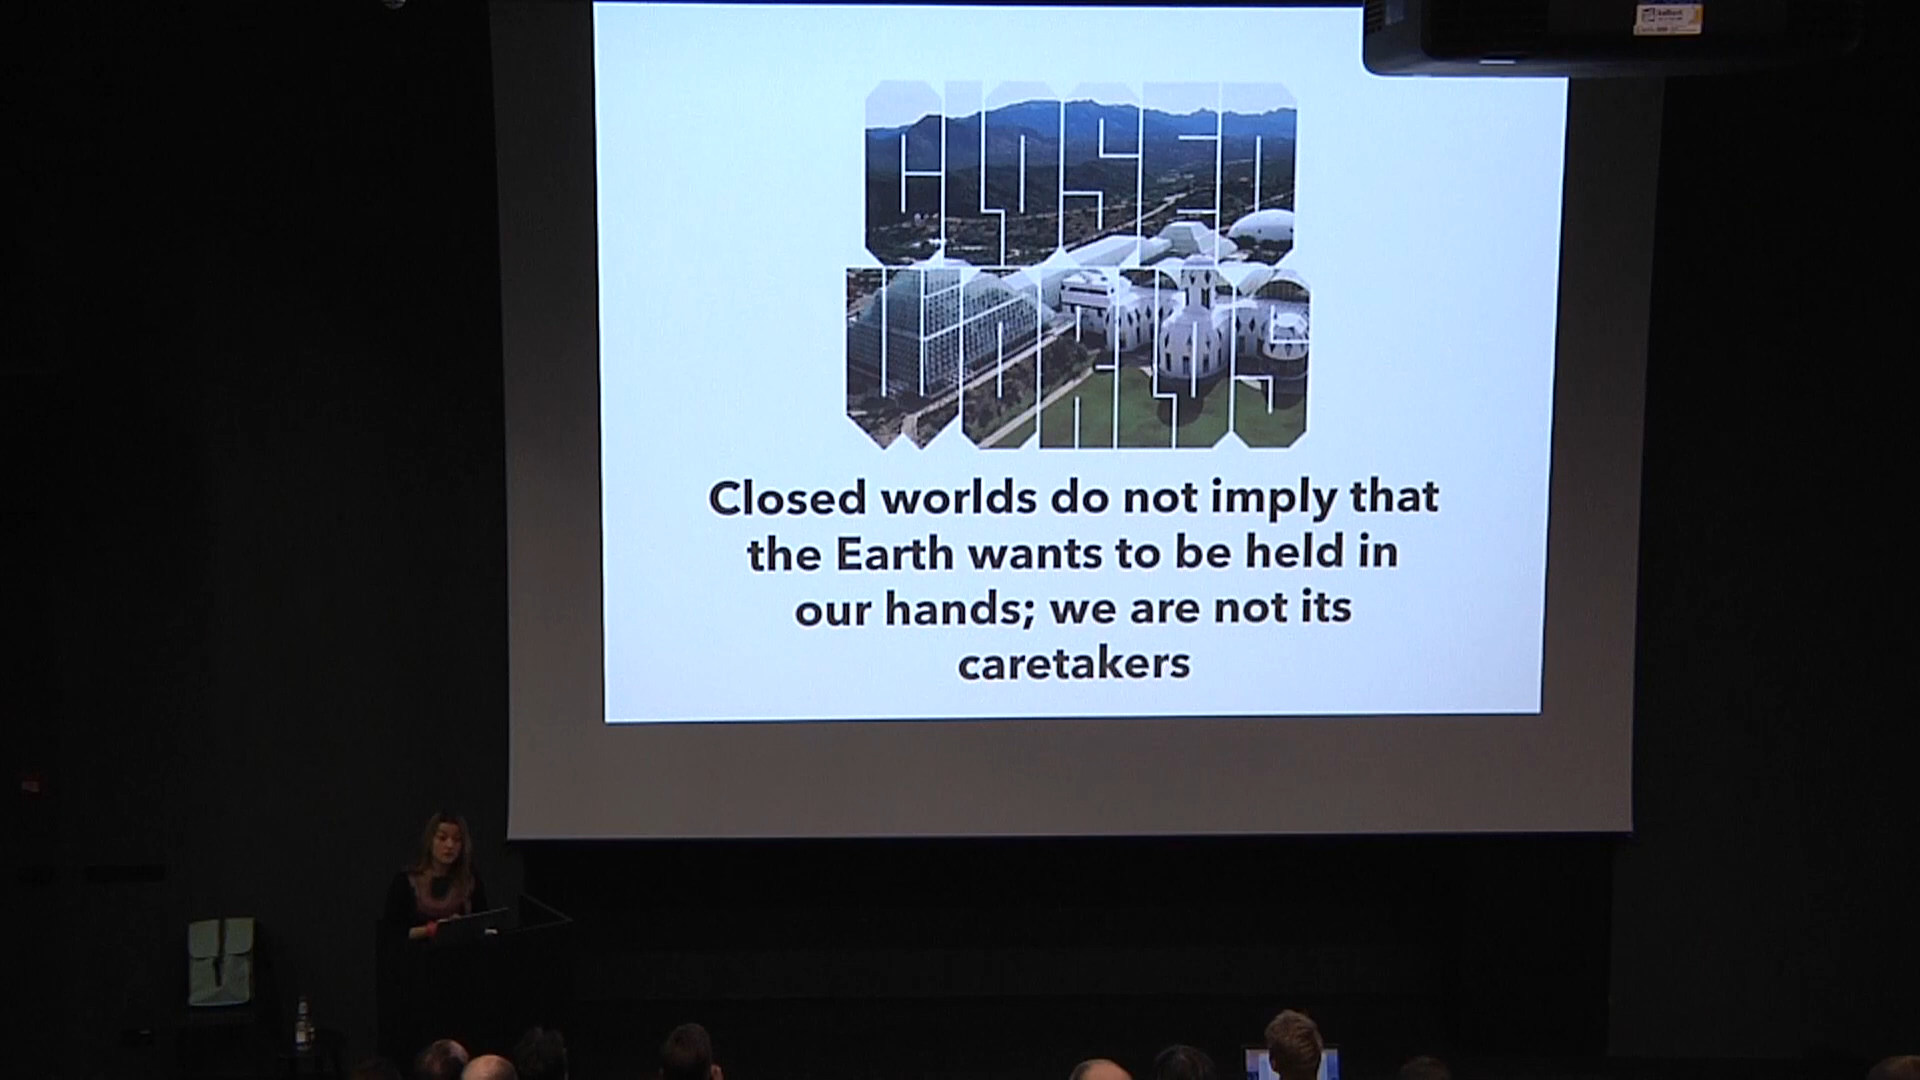 CLOSED
WORLDS
Closed worlds do not imply that
the Earth wants to be held in
our hands; we are not its
caretakers